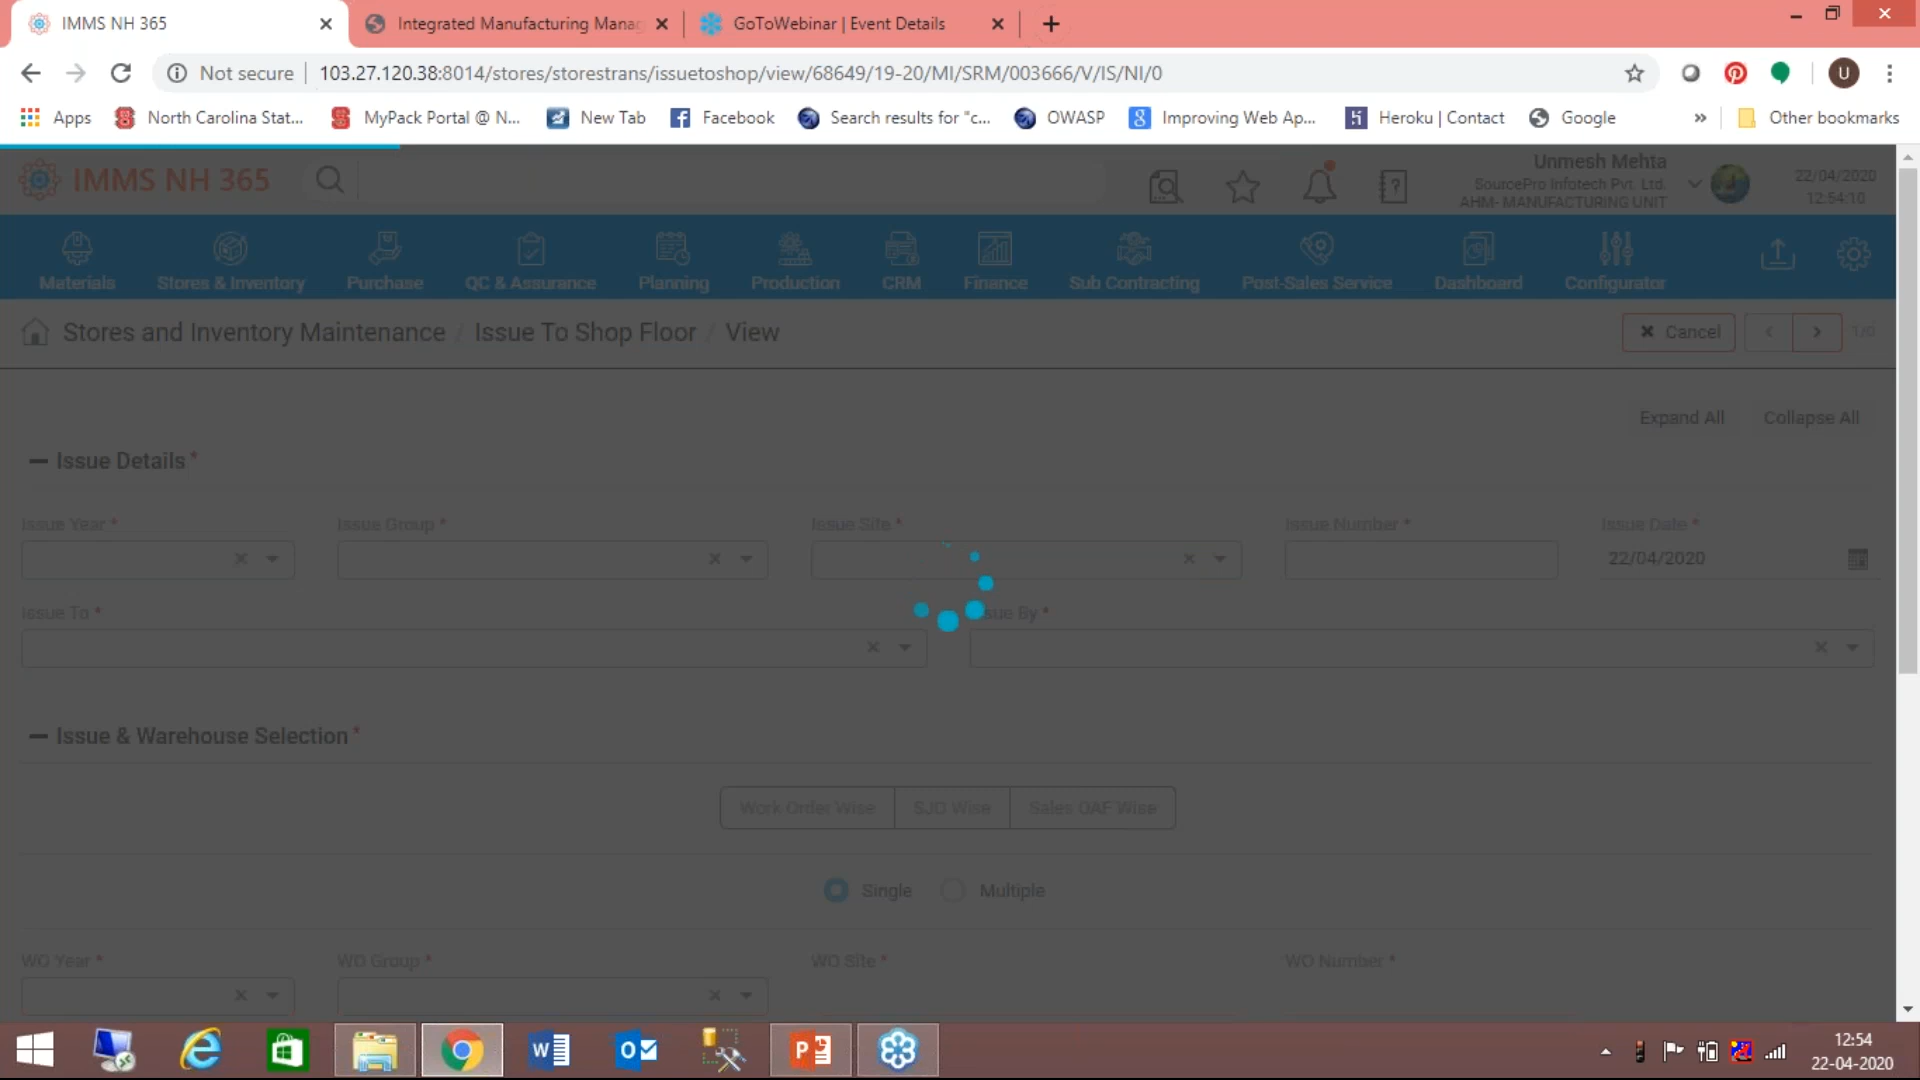 IMMS NH 365
Integrated Manufacturing Manag
GoToWebinar | Event Details
Not secure
103.27.120.38:8014/stores/storestrans/issuetoshop/view/68649/19-20/MI/SRM/003666/V/IS/NI/0
U
Apps
North Carolina Stat...
MyPack Portal @ N...
New Tab
Facebook
Search results for "c...
OWASP
Improving Web Ap...
Heroku | Contact
Google
»
Other bookmarks
IMMS NH 365
Unmesh Mehta
SourcePro Infotech Pvt. Ltd.
AHM- MANUFACTURING UNIT
22/04/2020
12:54:10
Materials
Stores & Inventory
Purchase
QC & Assurance
Planning
Production
CRM
Finance
Sub Contracting
Post-Sales Service
Dashboard
Configurator
Stores and Inventory Maintenance / Issue To Shop Floor / View
Cancel
1/0
Expand All
Collapse All
Issue Details *
Issue Year *
Issue Group *
Issue Site *
Issue Number *
Issue Date *
22/04/2020
Issue To *
sue By *
Issue & Warehouse Selection *
Work Order Wise
SJO Wise
Sales OAF Wise
Single
Multiple
WO Year *
WO Group *
WO Site *
WO Number *
12:54
22-04-2020